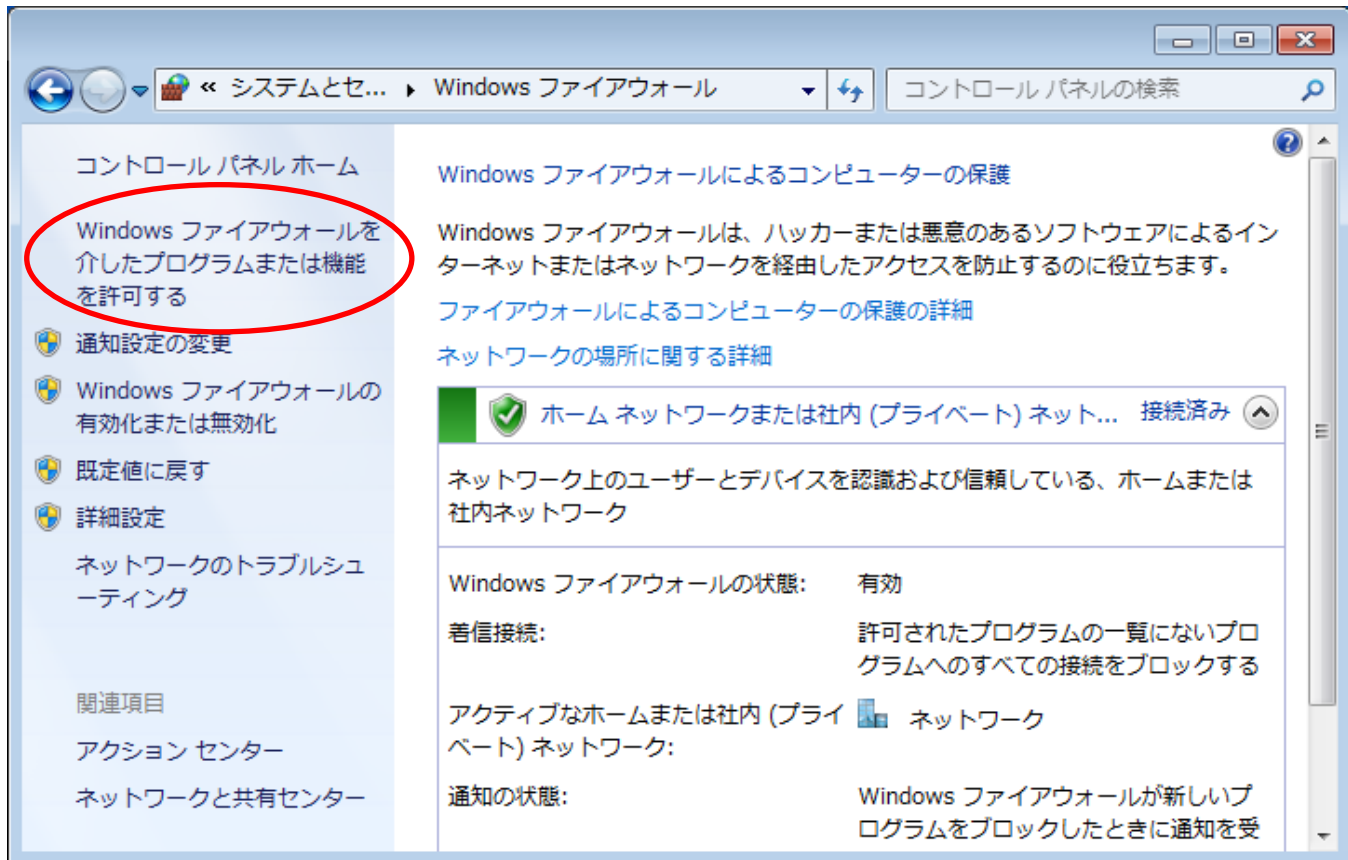 « システムとセ... ▸ Windows ファイアウォール
コントロール パネルの検索
コントロール パネル ホーム
Windows ファイアウォールを
介したプログラムまたは機能
を許可する
通知設定の変更
Windows ファイアウォールの
有効化または無効化
既定値に戻す
詳細設定
ネットワークのトラブルシュ
ーティング
関連項目
アクション センター
ネットワークと共有センター
Windows ファイアウォールによるコンピューターの保護
Windows ファイアウォールは、ハッカーまたは悪意のあるソフトウェアによるイン
ターネットまたはネットワークを経由したアクセスを防止するのに役立ちます。
ファイアウォールによるコンピューターの保護の詳細
ネットワークの場所に関する詳細
ホーム ネットワークまたは社内 (プライベート) ネット... 接続済み
ネットワーク上のユーザーとデバイスを認識および信頼している、ホームまたは
社内ネットワーク
Windows ファイアウォールの状態: 有効
着信接続: 許可されたプログラムの一覧にないプロ
グラムへのすべての接続をブロックする
アクティブなホームまたは社内 (プライ
ベート) ネットワーク:
ネットワーク
通知の状態: Windows ファイアウォールが新しいプ
ログラムをブロックしたときに通知を受